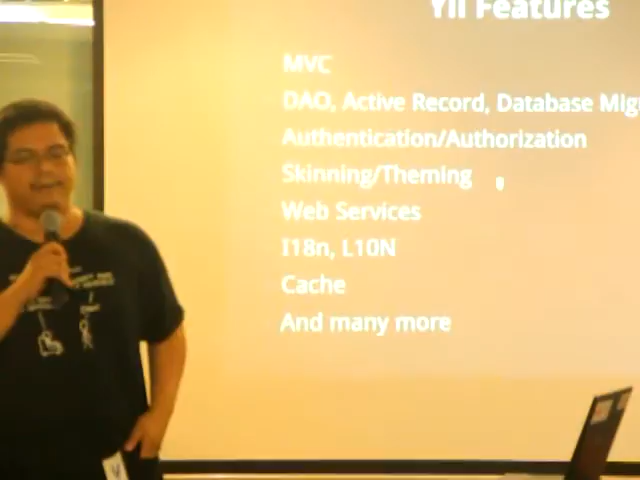 Yii Features
MVC
DAO, Active Record, Database Mig
Authentication/Authorization
Skinning/Theming
Web Services
I18n, L10N
Cache
And many more